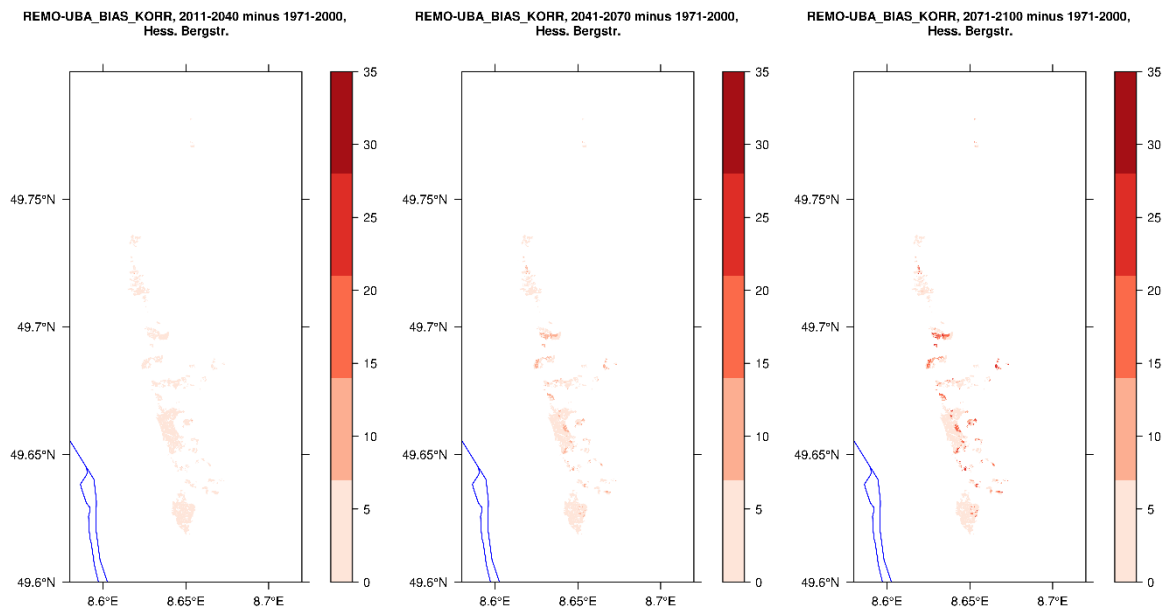 REMO-UBA_BIAS_KORR, 2011-2040 minus 1971-2000,
Hess. Bergstr.
35
30
25
20
15
10
5
0
49.75°N
49.7°N
49.65°N
49.6°N
8.6°E
8.65°E
8.7°E
REMO-UBA_BIAS_KORR, 2041-2070 minus 1971-2000,
Hess. Bergstr.
35
30
25
20
15
10
5
0
49.75°N
49.7°N
49.65°N
49.6°N
8.6°E
8.65°E
8.7°E
REMO-UBA_BIAS_KORR, 2071-2100 minus 1971-2000,
Hess. Bergstr.
35
30
25
20
15
10
5
0
49.75°N
49.7°N
49.65°N
49.6°N
8.6°E
8.65°E
8.7°E